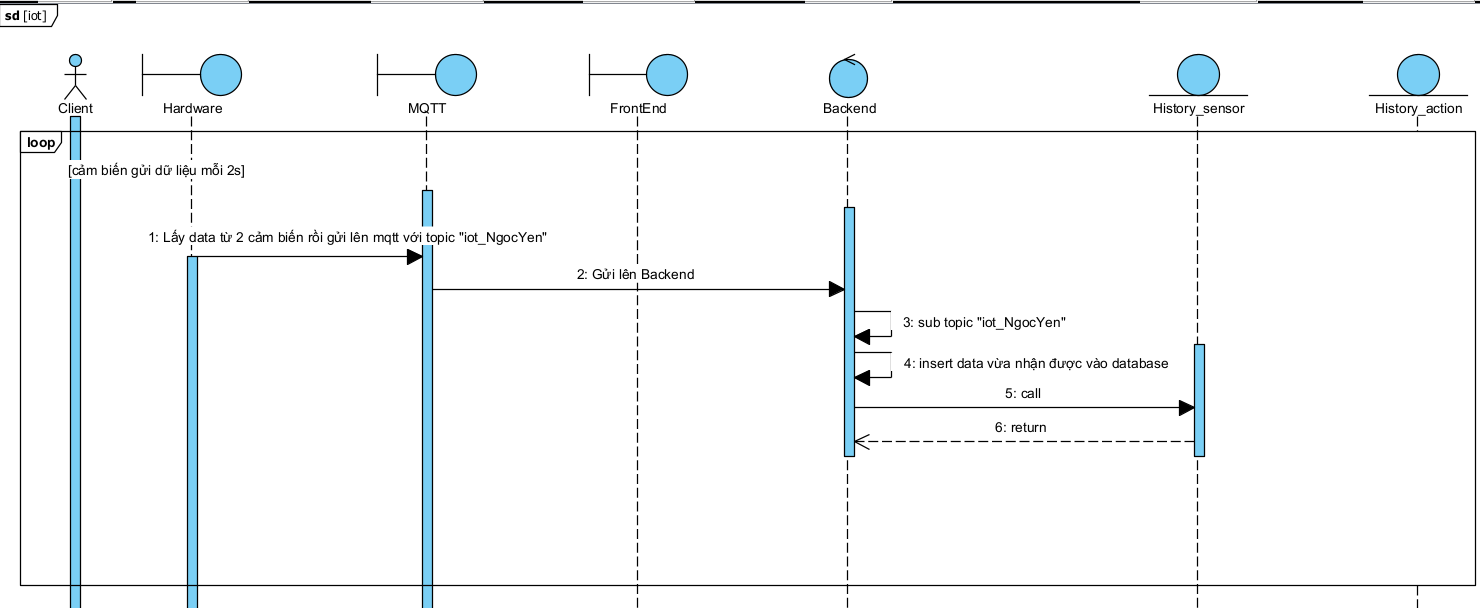 sd [iot]
Client
Hardware
MQTT
FrontEnd
Backend
History_sensor
History_action
loop
[cảm biến gửi dữ liệu mỗi 2s]
1: Lấy data từ 2 cảm biến rồi gửi lên mqtt với topic "iot_NgocYen"
2: Gửi lên Backend
3: sub topic "iot_NgocYen"
4: insert data vừa nhận được vào database
5: call
6: return